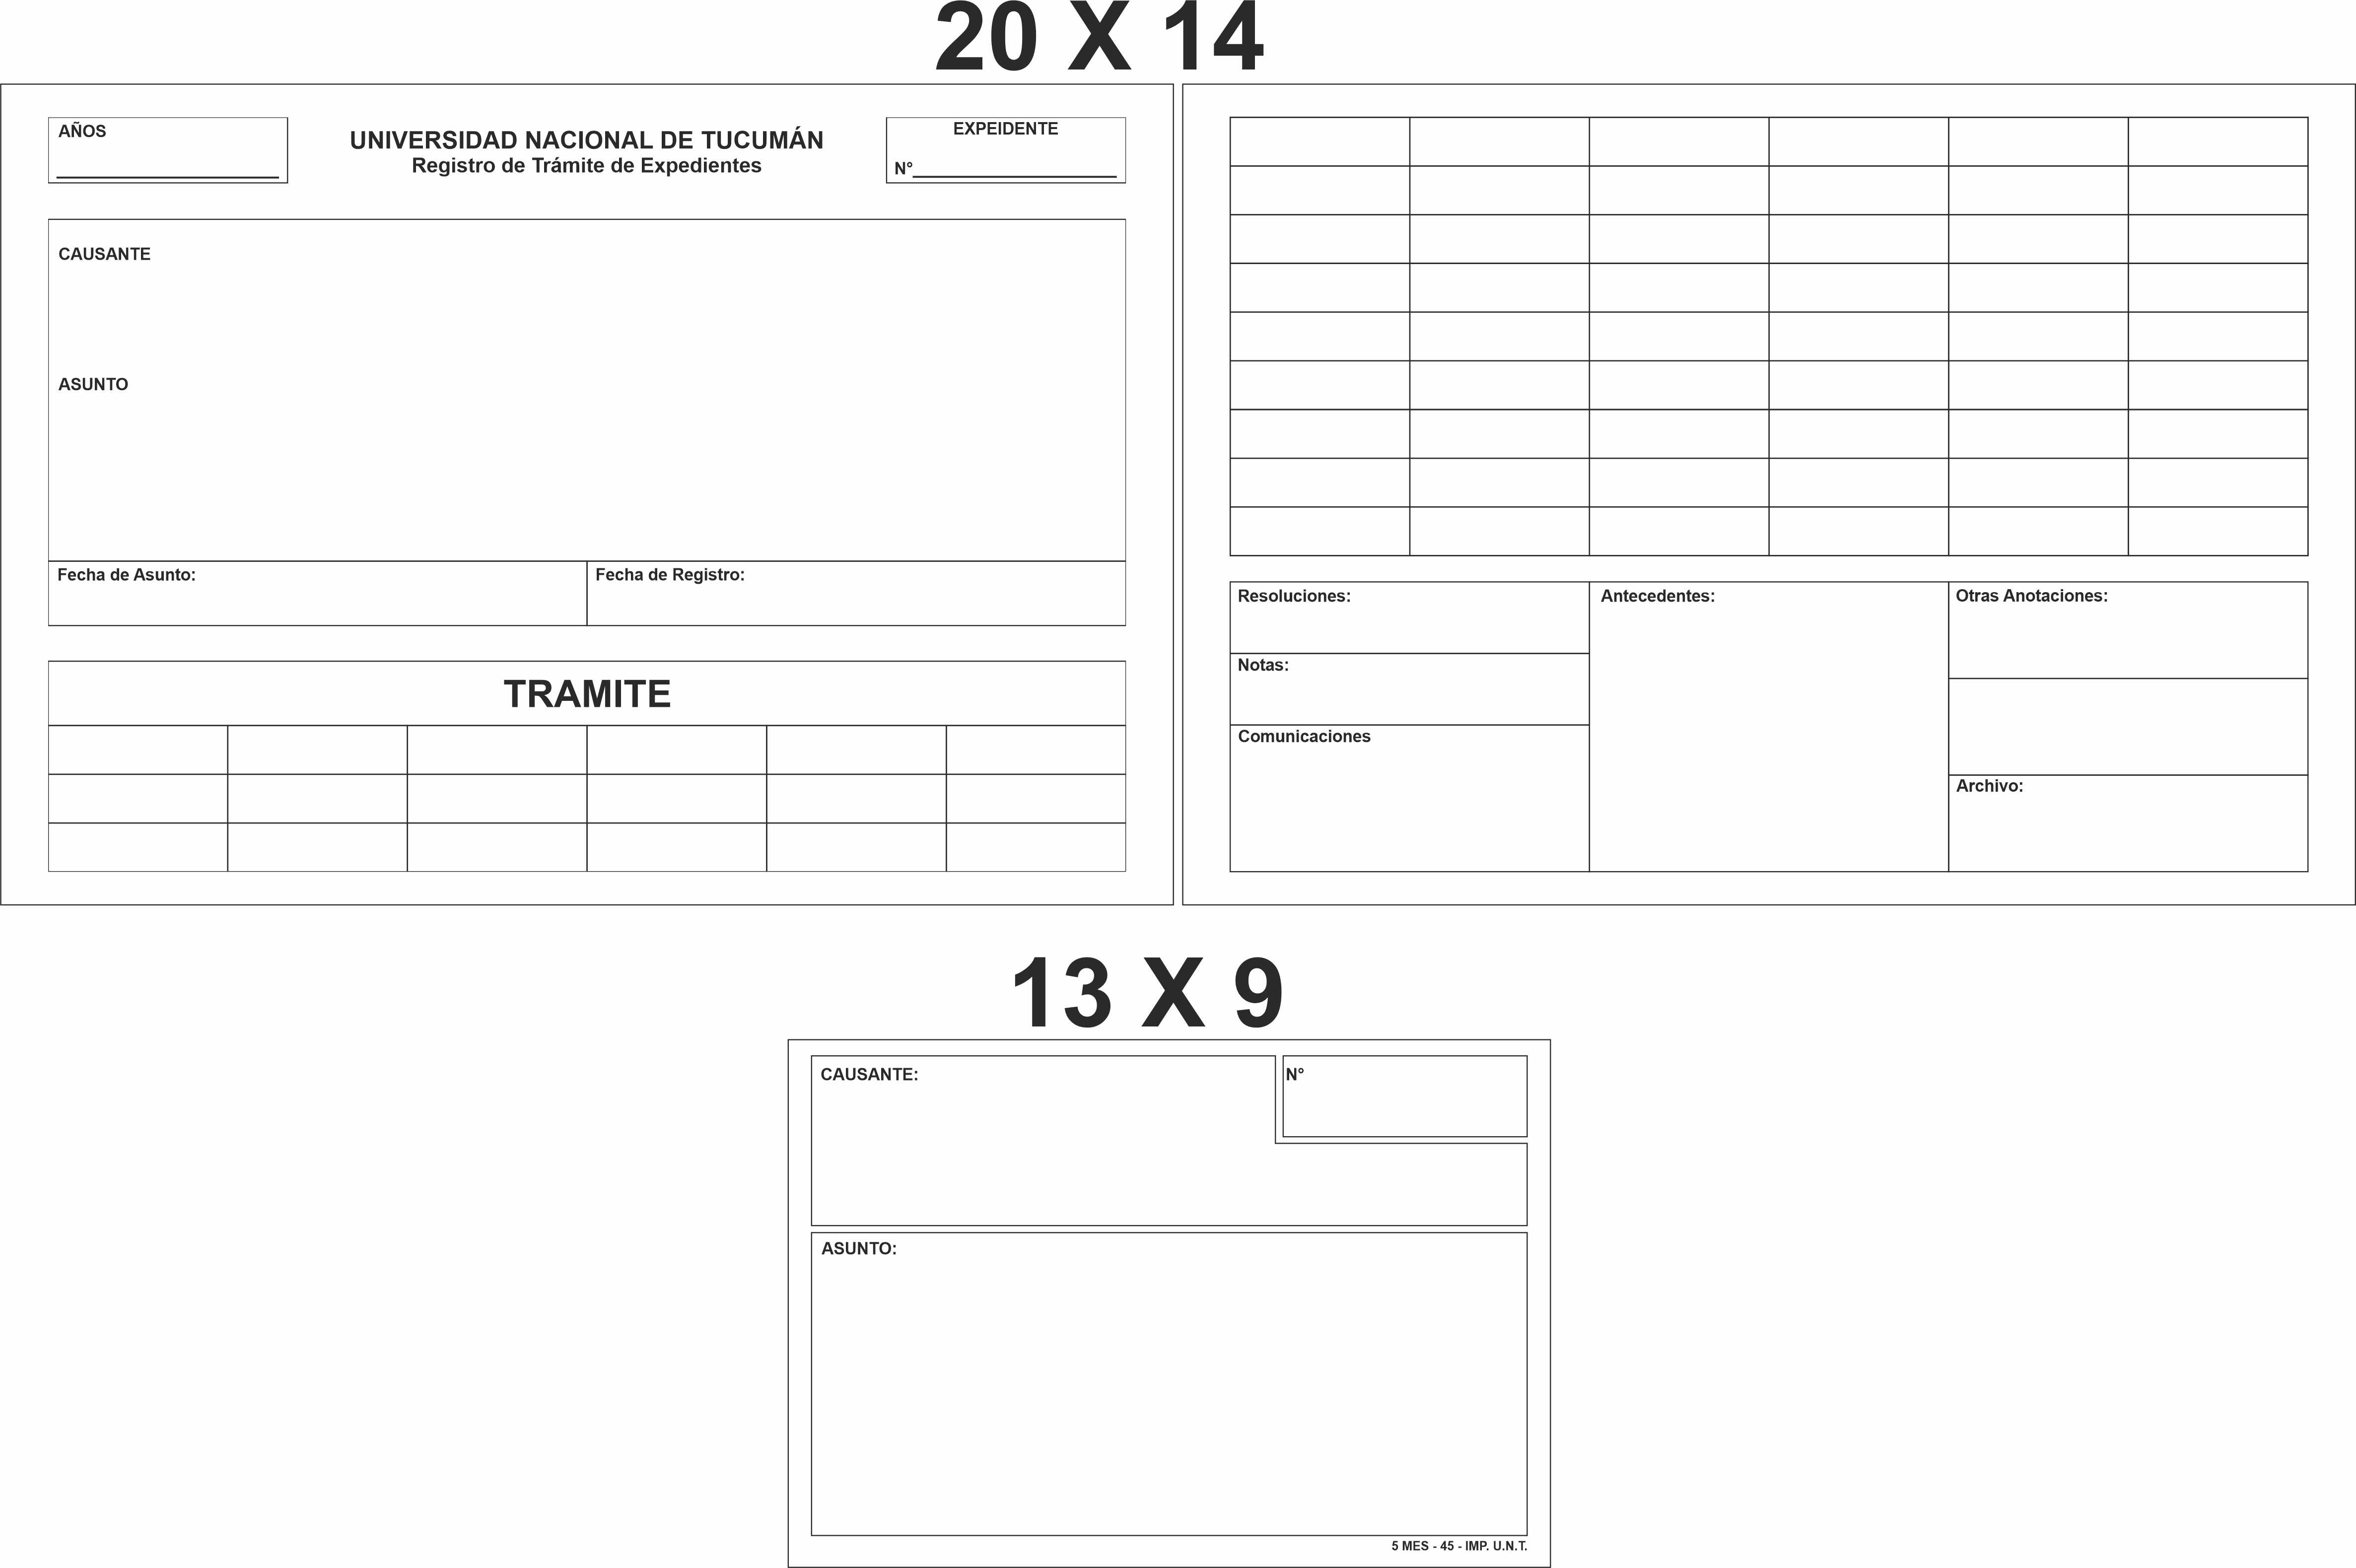 20 X 14
AÑOS
UNIVERSIDAD NACIONAL DE TUCUMÁN
Registro de Trámite de Expedientes
EXPEIDENTE
N°
CAUSANTE
ASUNTO
Fecha de Asunto:
Fecha de Registro:
TRAMITE
Resoluciones:
Notas:
Comunicaciones
Antecedentes:
Otras Anotaciones:
Archivo:
13 X 9
CAUSANTE:
N°
ASUNTO:
5 MES - 45 - IMP. U.N.T.